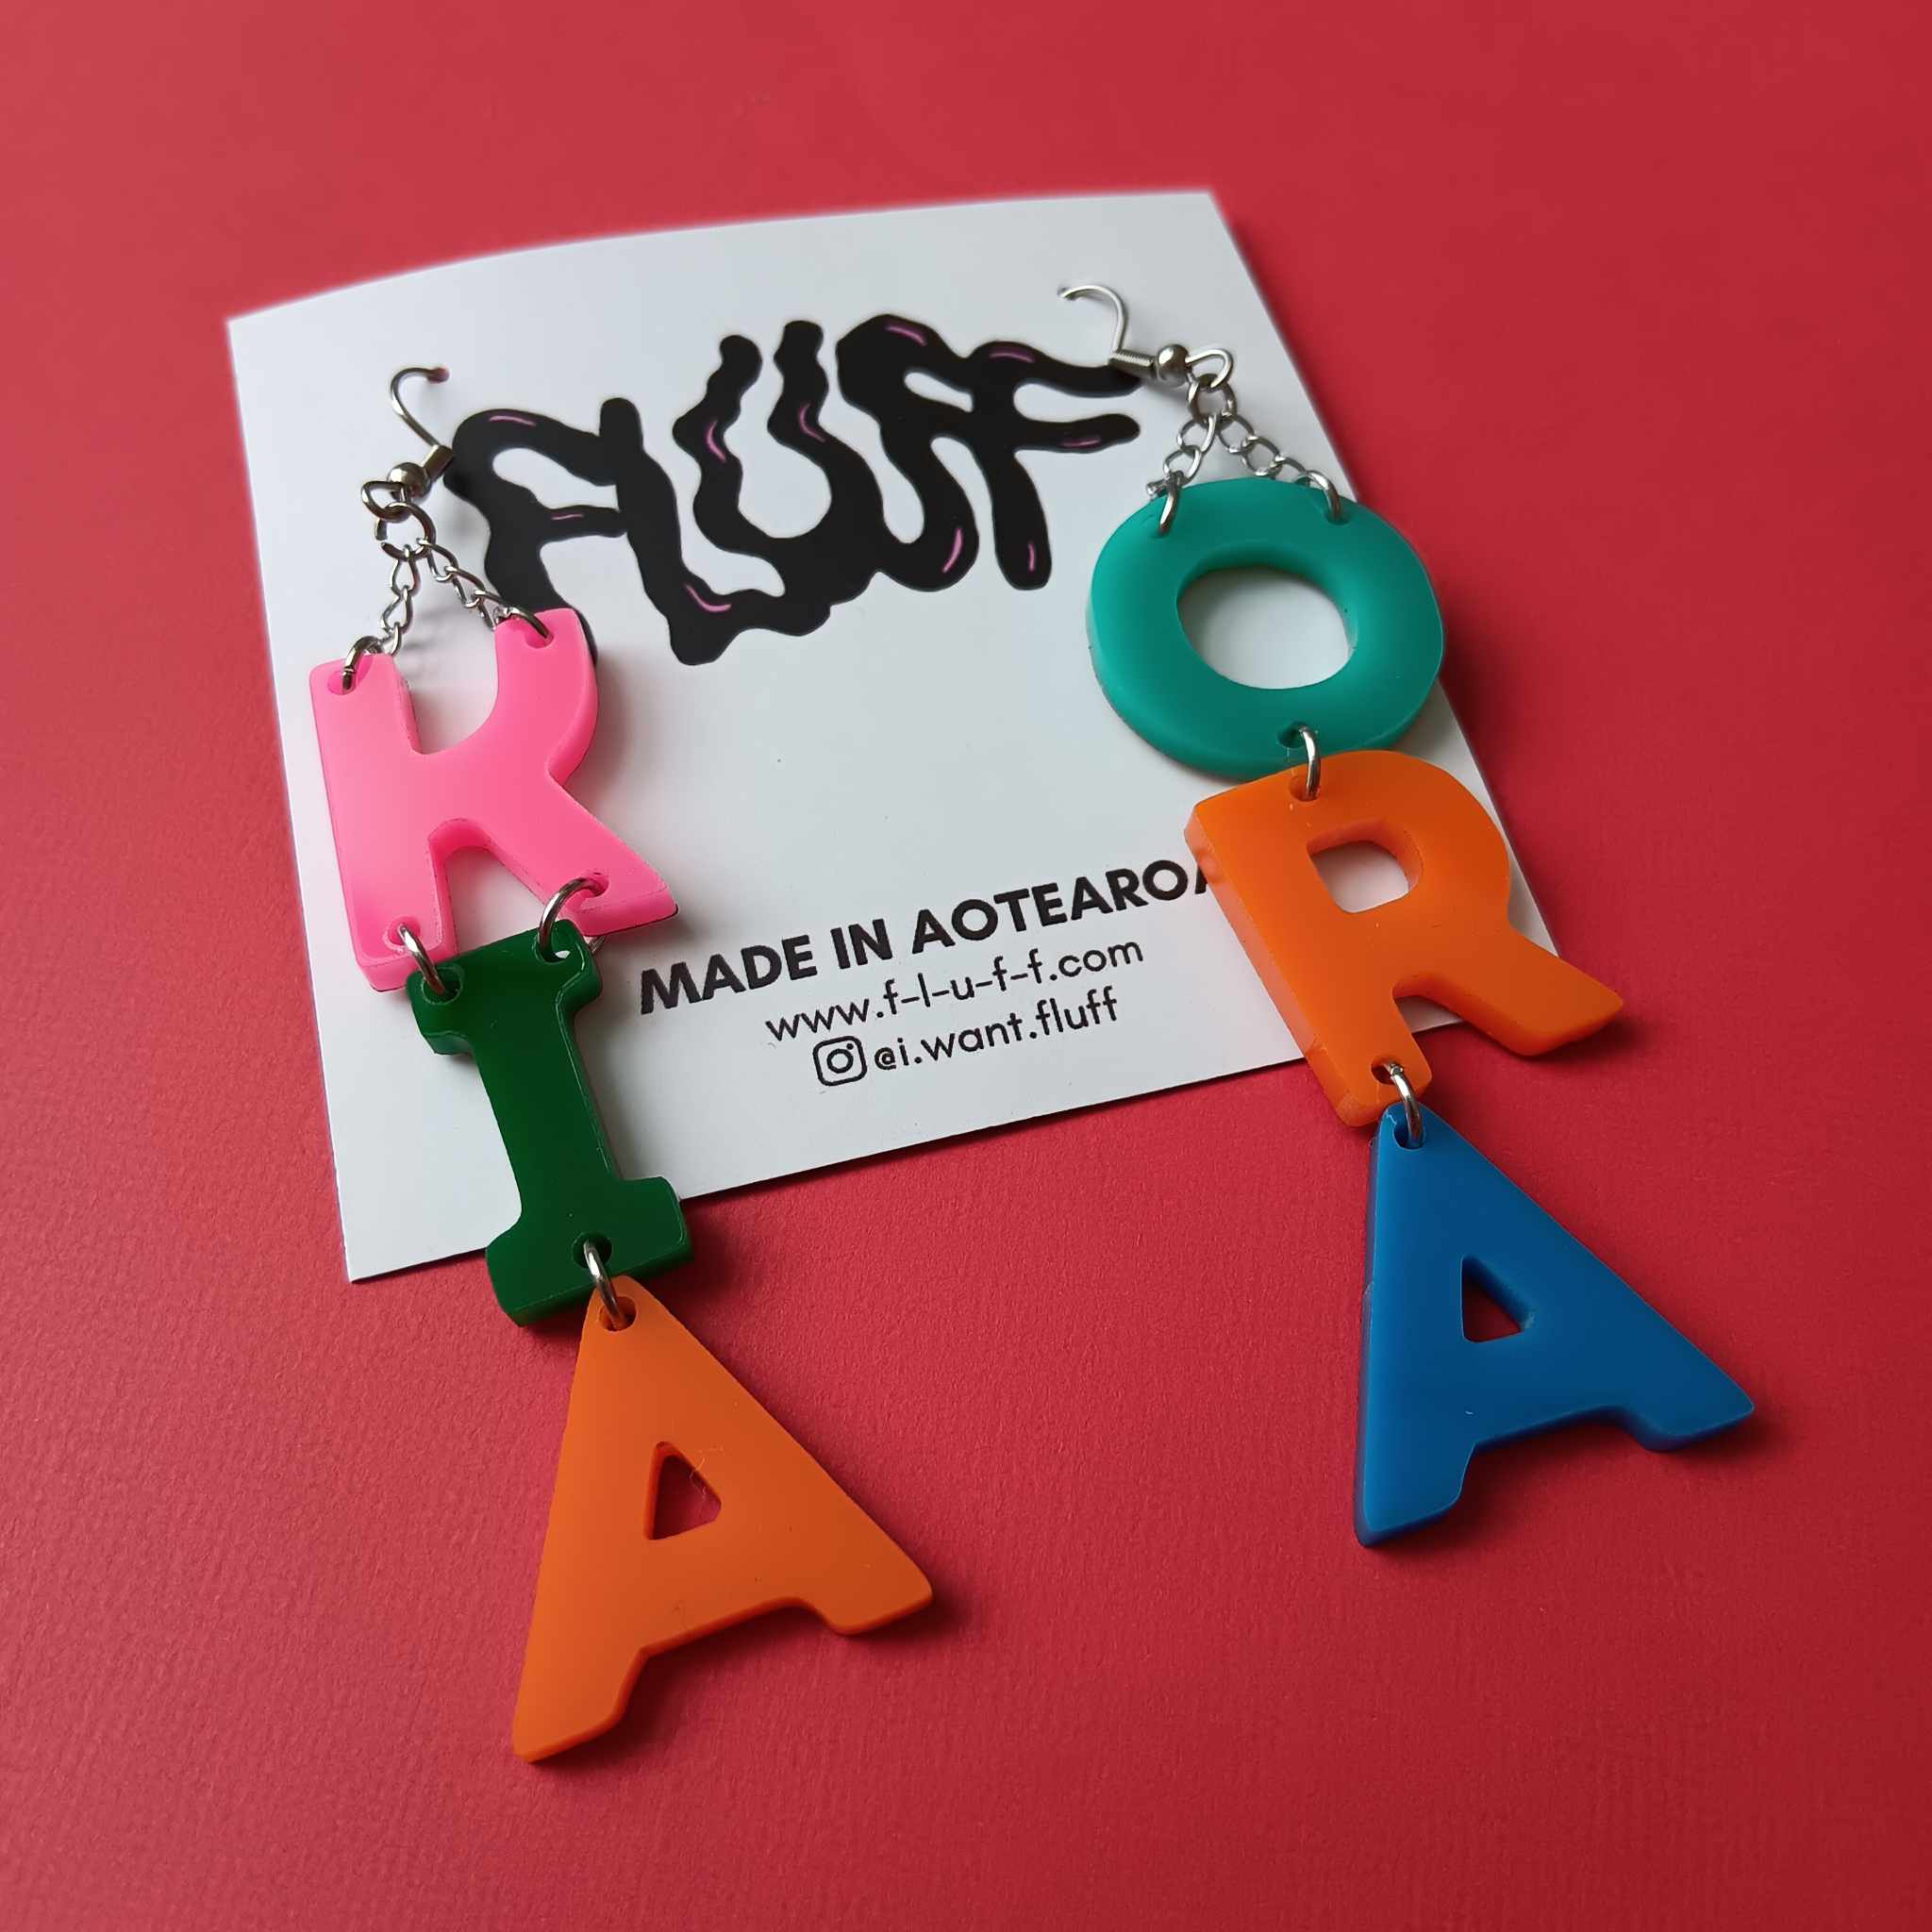 FLUFF
KIA
ORA
MADE IN AOTEAROA
www.f-l-u-f-f.com
@i.want.fluff